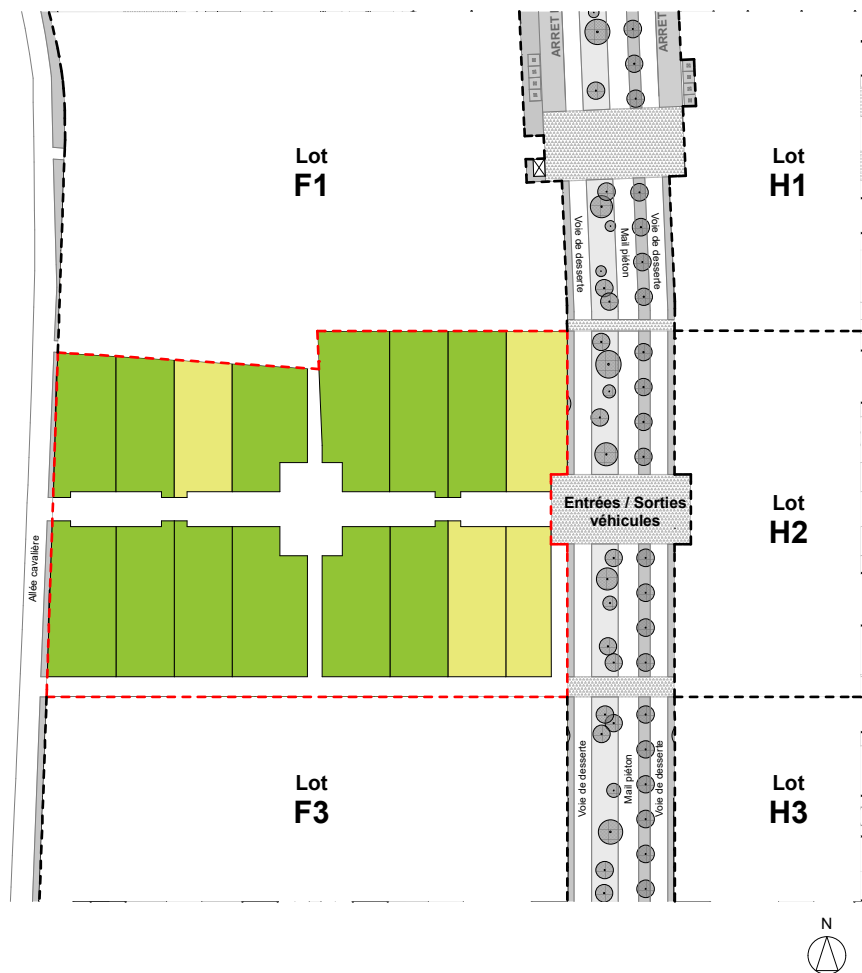 ARRET
ARRET
Lot
F1
Lot
H1
Voie de desserte
Mail piéton
Voie de desserte
Entrées / Sorties
véhicules
Lot
H2
Allée cavalière
Voie de desserte
Mail piéton
Voie de desserte
Lot
F3
Lot
H3
N